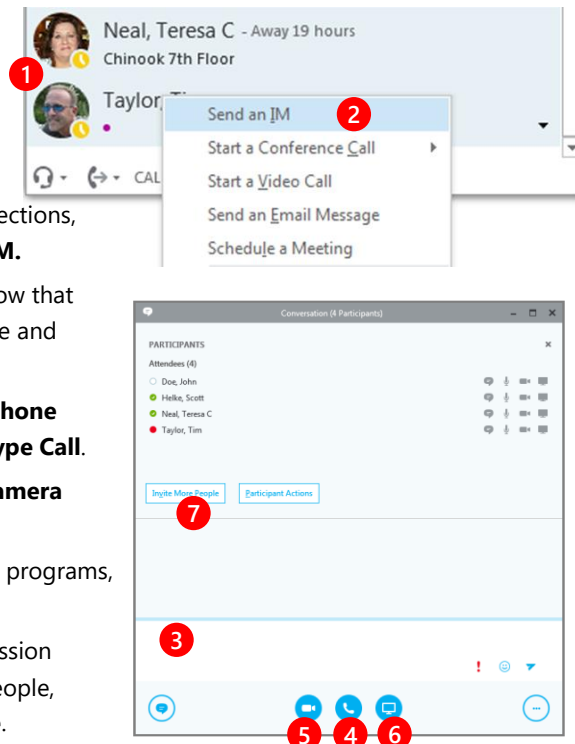 Neal, Teresa C - Away 19 hours
Chinook 7th Floor
1
Taylor,
Send an IM
2
Start a Conference Call
CAL
Start a Video Call
Send an Email Message
Schedule a Meeting
ections,
M.
ow that
e and
hone
ype Call.
amera
programs,
ssion
eople,
Conversation (4 Participants)
PARTICIPANTS
Attendees (4)
Doe, John
Helke, Scott
Neal, Teresa C
Taylor, Tim
Invite More People
Participant Actions
7
3
!
5
4
6